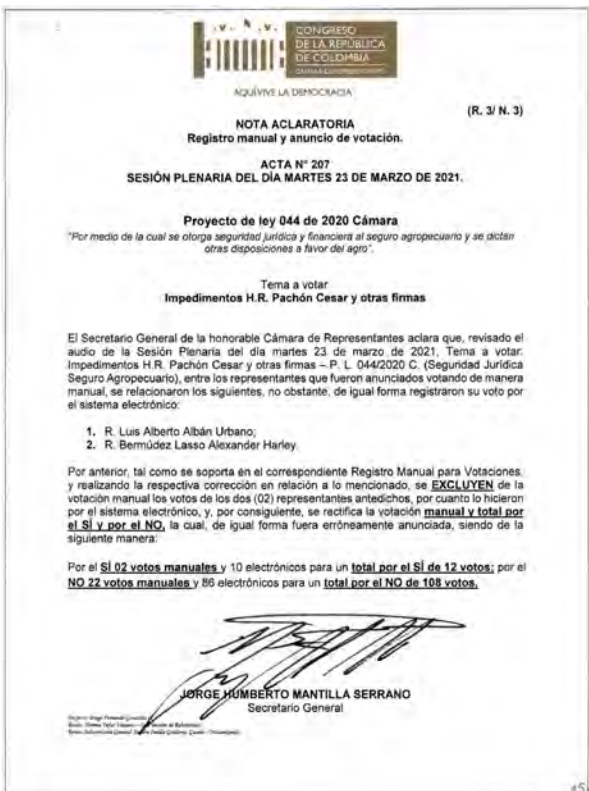 CONGRESO
DE LA REPÚBLICA
DE COLOMBIA
AQUÍ VIVE LA DEMOCRACIA
(R. 3/ N. 3)
NOTA ACLARATORIA
Registro manual y anuncio de votación.
ACTA N° 207
SESIÓN PLENARIA DEL DÍA MARTES 23 DE MARZO DE 2021.
Proyecto de ley 044 de 2020 Cámara
"Por medio de la cual se otorga seguridad jurídica y financiera al seguro agropecuario y se dictan
otras disposiciones a favor del agro".
Tema a votar
Impedimentos H.R. Pachón Cesar y otras firmas
El Secretario General de la honorable Cámara de Representantes aclara que, revisado el
audio de la Sesión Plenaria del día martes 23 de marzo de 2021, Tema a votar:
Impedimentos H.R. Pachón Cesar y otras firmas – P. L. 044/2020 C. (Seguridad Jurídica
Seguro Agropecuario), entre los representantes que fueron anunciados votando de manera
manual, se relacionaron los siguientes, no obstante, de igual forma registraron su voto por
el sistema electrónico:
1. R. Luis Alberto Albán Urbano;
2. R. Bermúdez Lasso Alexander Harley.
Por anterior, tal como se soporta en el correspondiente Registro Manual para Votaciones,
y realizando la respectiva corrección en relación a lo mencionado, se EXCLUYEN de la
votación manual los votos de los dos (02) representantes antedichos, por cuanto lo hicieron
por el sistema electrónico, y, por consiguiente, se rectifica la votación manual y total por
el SÍ y por el NO, la cual, de igual forma fuera erróneamente anunciada, siendo de la
siguiente manera:
Por el SÍ 02 votos manuales y 10 electrónicos para un total por el SÍ de 12 votos; por el
NO 22 votos manuales y 86 electrónicos para un total por el NO de 108 votos.
JORGE HUMBERTO MANTILLA SERRANO
Secretario General
45